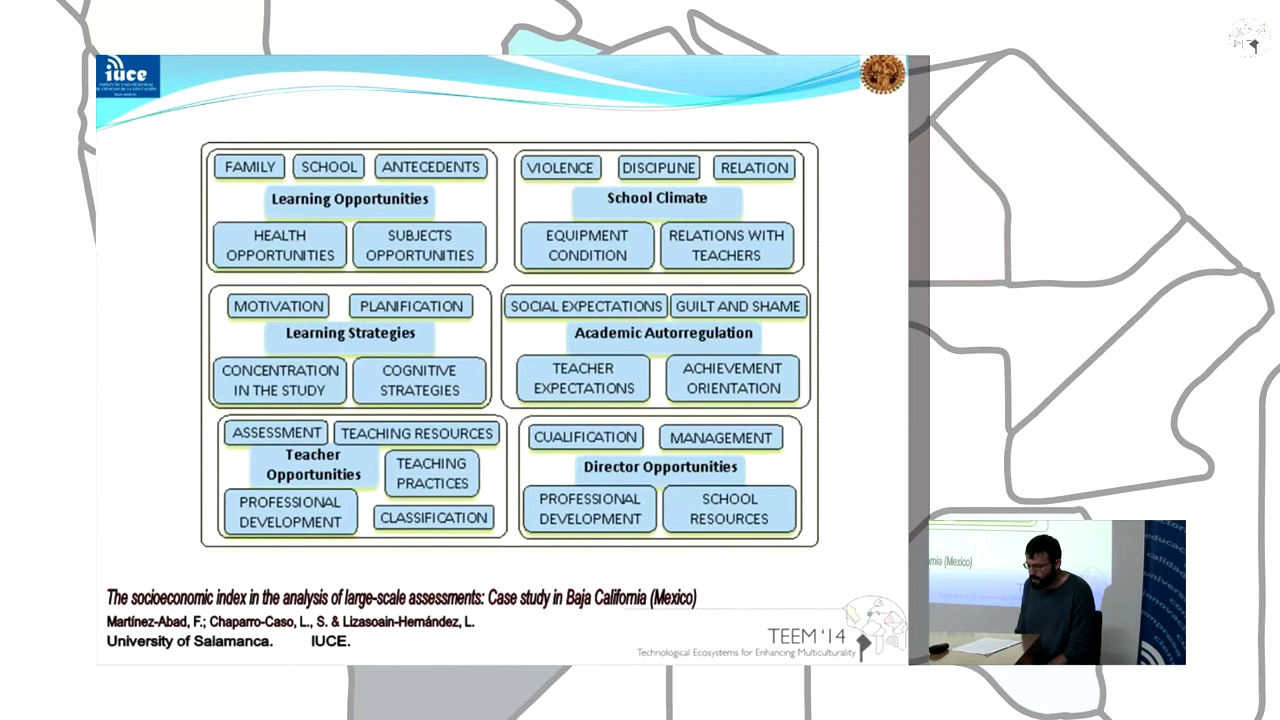 iuce
FAMILY SCHOOL ANTECEDENTS
Learning Opportunities
HEALTH OPPORTUNITIES
SUBJECTS OPPORTUNITIES
VIOLENCE DISCIPLINE RELATION
School Climate
EQUIPMENT CONDITION
RELATIONS WITH TEACHERS
MOTIVATION PLANIFICATION
Learning Strategies
CONCENTRATION IN THE STUDY
COGNITIVE STRATEGIES
SOCIAL EXPECTATIONS GUILT AND SHAME
Academic Autorregulation
TEACHER EXPECTATIONS
ACHIEVEMENT ORIENTATION
ASSESSMENT TEACHING RESOURCES
Teacher Opportunities
TEACHING PRACTICES
PROFESSIONAL DEVELOPMENT
CLASSIFICATION
CUALIFICATION MANAGEMENT
Director Opportunities
PROFESSIONAL DEVELOPMENT
SCHOOL RESOURCES
The socioeconomic index in the analysis of large-scale assessments: Case study in Baja California (Mexico)
Martínez-Abad, F.; Chaparro-Caso, L., S. & Lizasoain-Hernández, L.
University of Salamanca. IUCE.
TEEM '14
Technological Ecosystems for Enhancing Multiculturality
(Mexico)